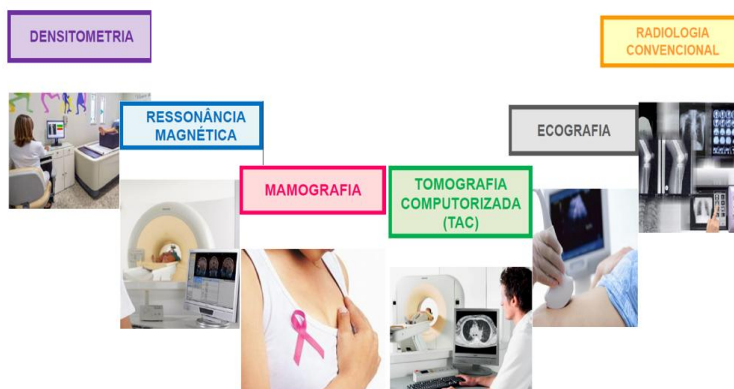 DENSITOMETRIA
RESSONÂNCIA
MAGNÉTICA
MAMOGRAFIA
TOMOGRAFIA
COMPUTORIZADA
(TAC)
ECOGRAFIA
RADIOLOGIA
CONVENCIONAL